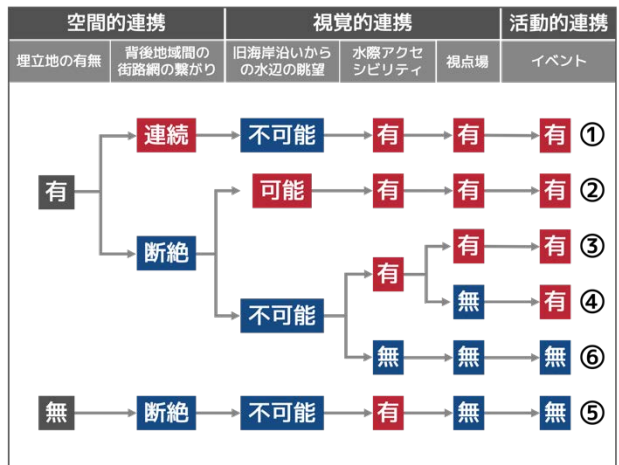 空間的連携 視覚的連携 活動的連携
埋立地の有無 背後地域間の街路網の繋がり 旧海岸沿いからの水辺の眺望 水際アクセシビリティ 視点場 イベント
連続 不可能 有 有 有 ①
有
可能 有 有 有 ②
断絶
有 有 ③
有
不可能
無 有 ④
無 無 無 ⑥
無 断絶 不可能 有 無 無 ⑤